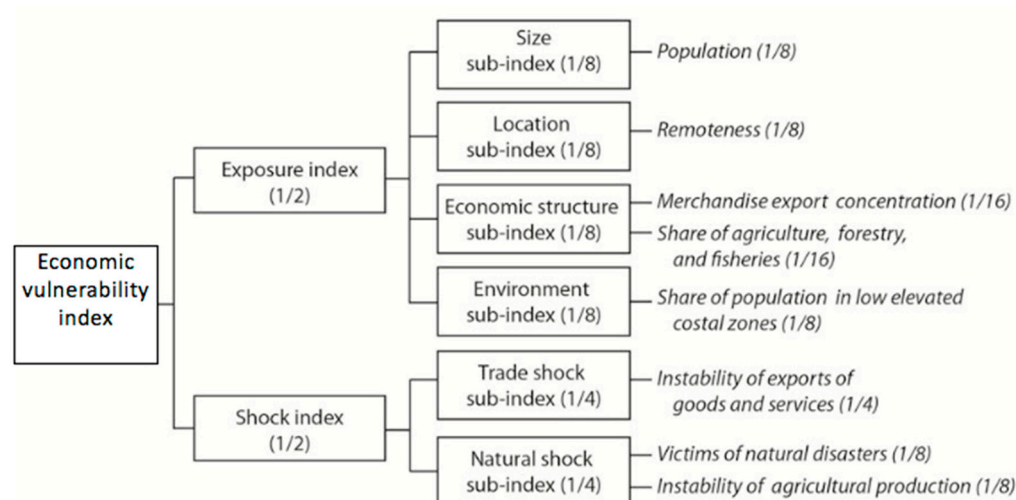 Economic
vulnerability
index
Exposure index
(1/2)
Shock index
(1/2)
Size
sub-index (1/8)
Location
sub-index (1/8)
Economic structure
sub-index (1/8)
Environment
sub-index (1/8)
Trade shock
sub-index (1/4)
Natural shock
sub-index (1/4)
Population (1/8)
Remoteness (1/8)
Merchandise export concentration (1/16)
Share of agriculture, forestry,
and fisheries (1/16)
Share of population in low elevated
costal zones (1/8)
Instability of exports of
goods and services (1/4)
Victims of natural disasters (1/8)
Instability of agricultural production (1/8)